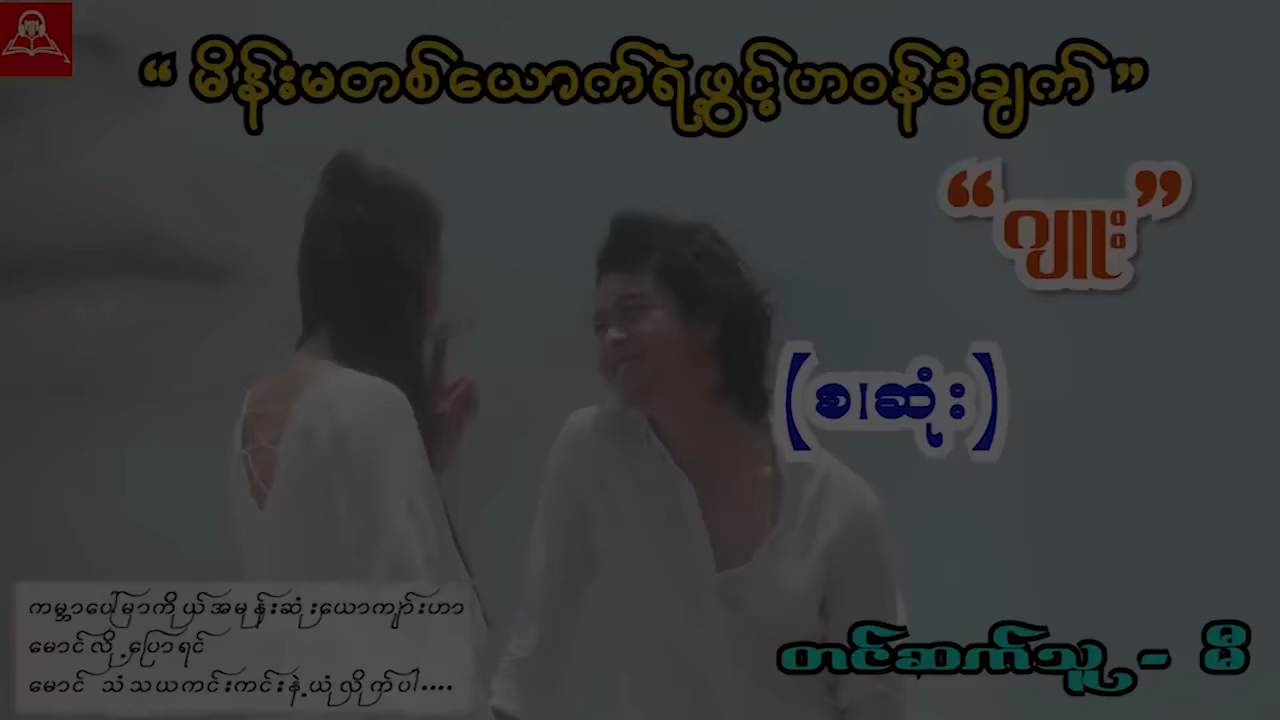 “ မိန်းမတစ်ယောက်ရဲ့ဖွင့်ဟဝန်ခံချက် ”
“ဂျူး”
(စ၊ဆုံး)
ကမ္ဘာပေါ်မှာကိုယ်အမုန်းဆုံးယောကျာ်းဟာ
မောင်လို့ပြောရင်
မောင် သံသယကင်းကင်းနဲ့ယုံလိုက်ပါ....
တင်ဆက်သူ - မီ